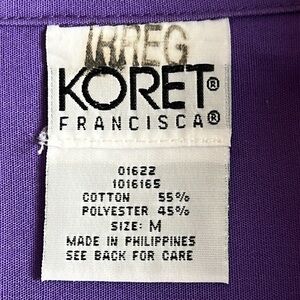 IRREG
KORET®
FRANCISCA®
01622
1016165
COTTON 55%
POLYESTER 45%
SIZE: M
MADE IN PHILIPPINES
SEE BACK FOR CARE